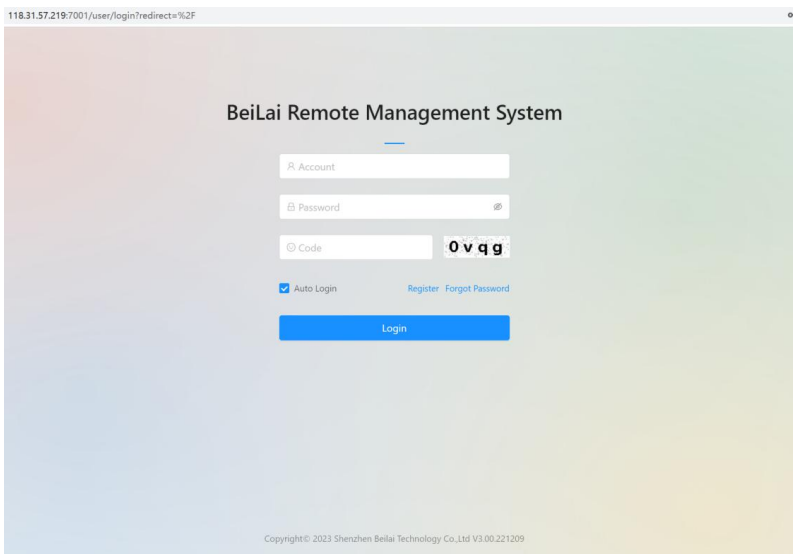 118.31.57.219:7001/user/login?redirect=%2F
BeiLai Remote Management System
Account
Password
Code
0vqg
Auto Login
Register Forgot Password
Login
Copyright© 2023 Shenzhen Beilai Technology Co.,Ltd V3.00.221209